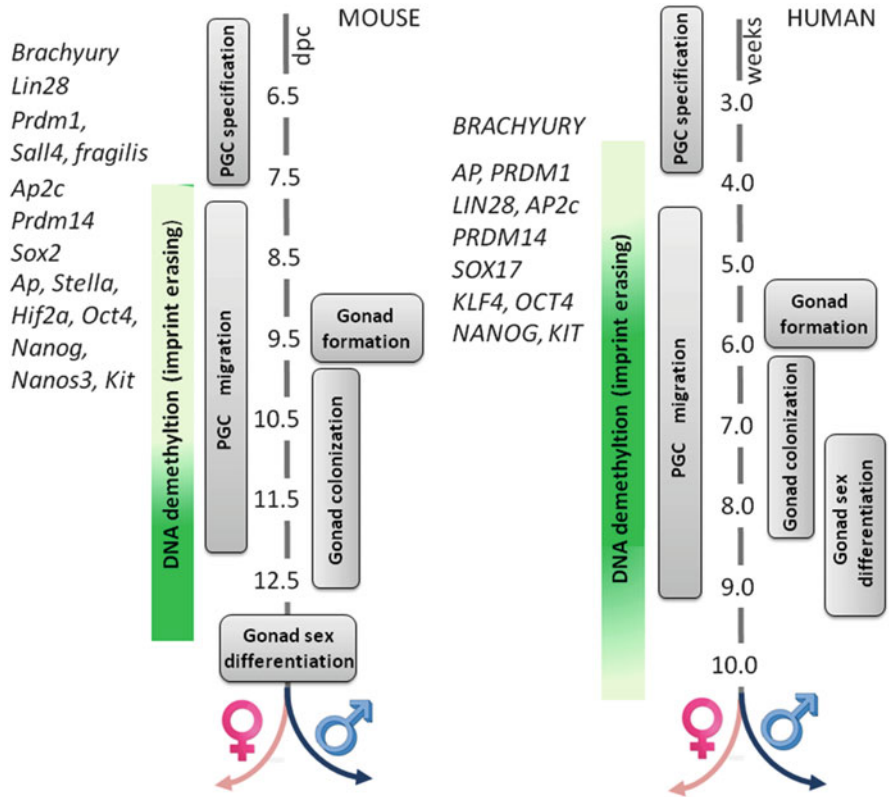 MOUSE
dpc
Brachyury
Lin28
Prdm1,
Sall4, fragilis
Ap2c
Prdm14
Sox2
Ap, Stella,
Hif2a, Oct4,
Nanog,
Nanos3, Kit
DNA demethyltion (imprint erasing)
PGC specification
PGC migration
6.5
7.5
8.5
9.5
10.5
11.5
12.5
Gonad
formation
Gonad colonization
Gonad sex
differentiation
HUMAN
weeks
BRACHYURY
AP, PRDM1
LIN28, AP2c
PRDM14
SOX17
KLF4, OCT4
NANOG, KIT
DNA demethyltion (imprint erasing)
PGC specification
PGC migration
3.0
4.0
5.0
6.0
7.0
8.0
9.0
10.0
Gonad
formation
Gonad colonization
Gonad sex
differentiation